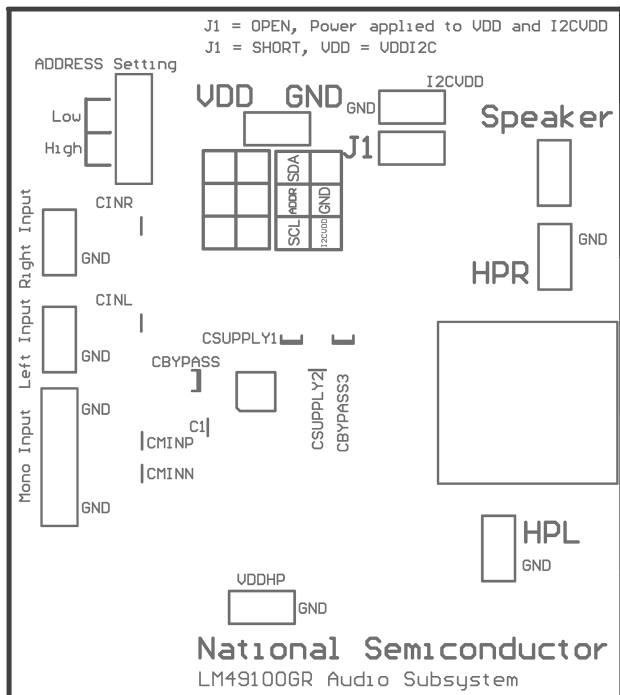 J1 = OPEN, Power applied to VDD and I2CVDD
J1 = SHORT, VDD = VDDI2C
ADDRESS Setting
Low
High
VDD GND
GND
I2CVDD
J1
Speaker
SDA
ADDR GND
SCL I2CVDD
CINR
Right Input
GND
GND
HPR
CINL
Left Input
GND
CSUPPLY1
CBYPASS
CSUPPLY2
CBYPASS3
Mono Input
GND
C1
CMINP
CMINN
GND
HPL
GND
VDDHP
GND
National Semiconductor
LM49100GR Audio Subsystem